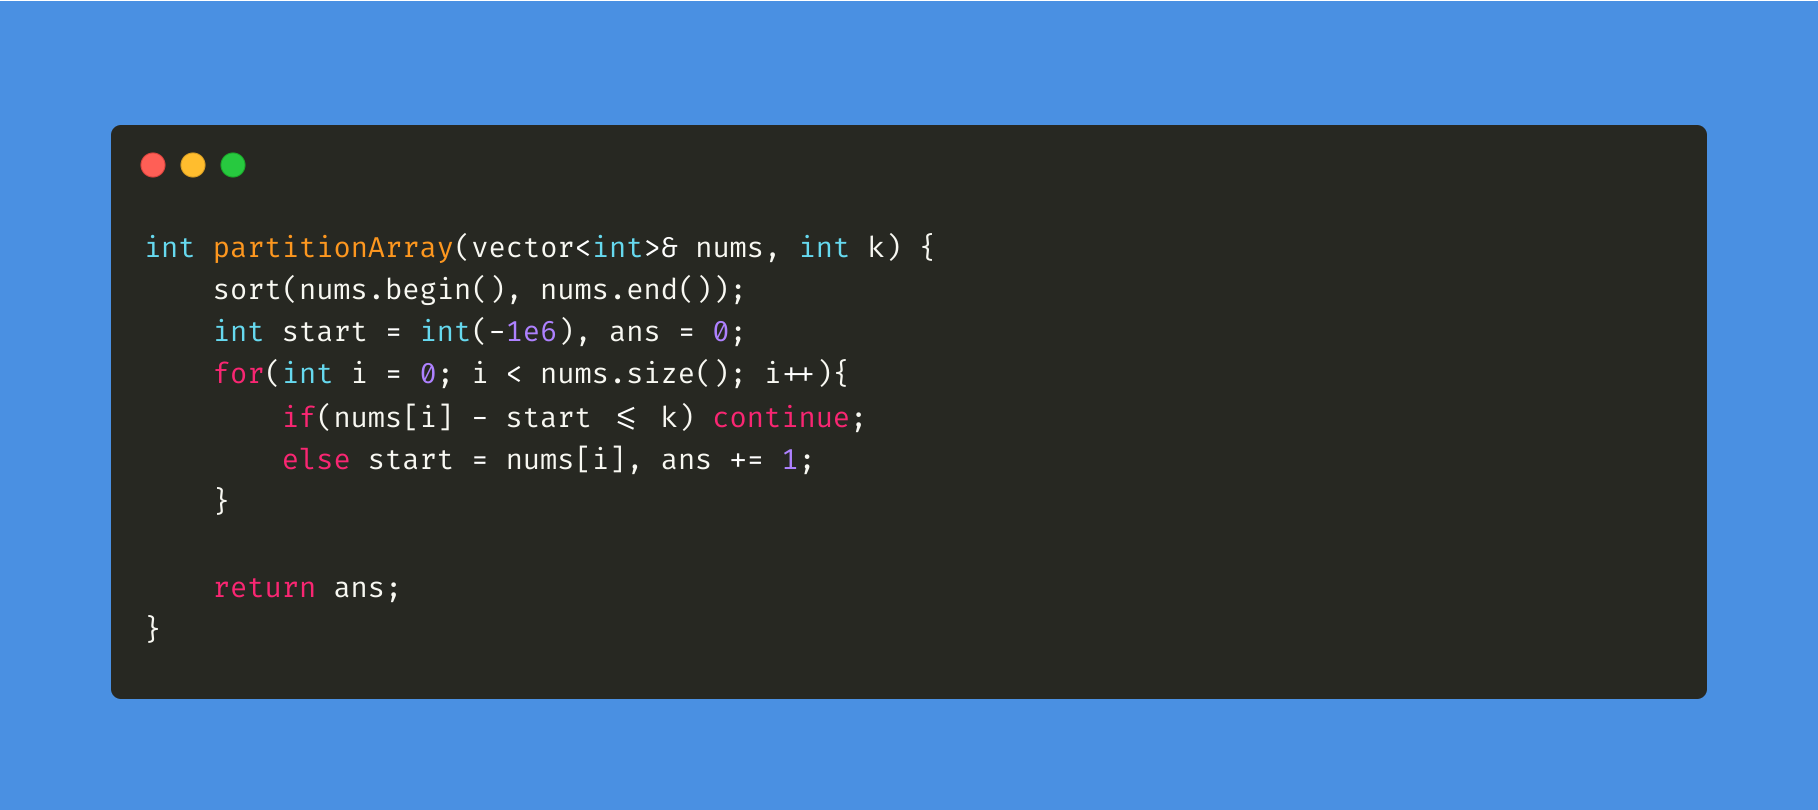 int partitionArray(vector<int>& nums, int k) {
    sort(nums.begin(), nums.end());
    int start = int(-1e6), ans = 0;
    for(int i = 0; i < nums.size(); i++){
        if(nums[i] - start <= k) continue;
        else start = nums[i], ans += 1;
    }

    return ans;
}